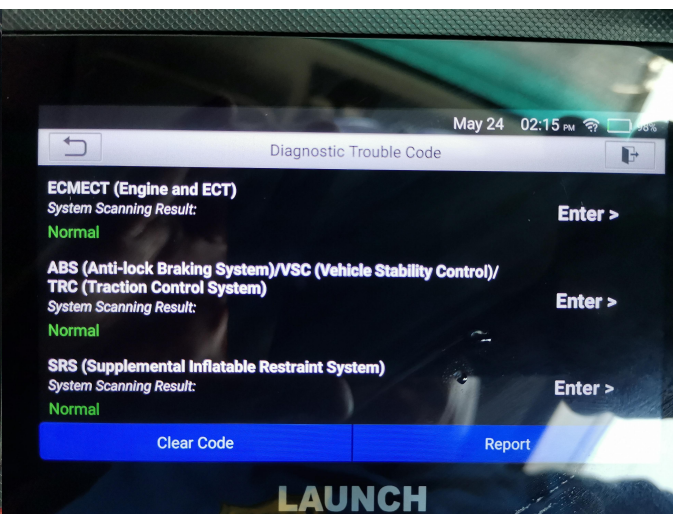 May 24 02:15 PM 98%
Diagnostic Trouble Code
ECMECT (Engine and ECT)
System Scanning Result:
Enter >
Normal
ABS (Anti-lock Braking System)/VSC (Vehicle Stability Control)/
TRC (Traction Control System)
System Scanning Result:
Enter >
Normal
SRS (Supplemental Inflatable Restraint System)
System Scanning Result:
Enter >
Normal
Clear Code Report
LAUNCH